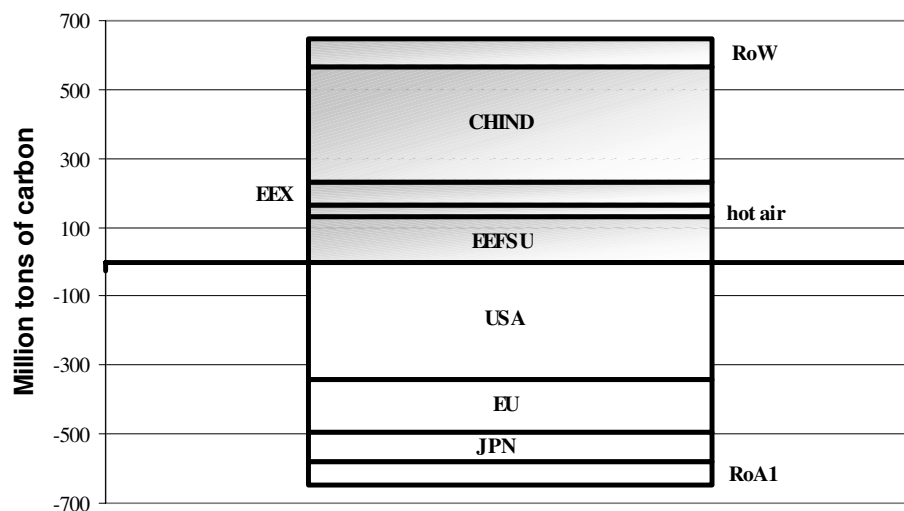 700
RoW
500
CHIND
300
EEX
hot air
100
EEFSU
-100
USA
-300
EU
-500
JPN
RoA1
-700
Million tons of carbon